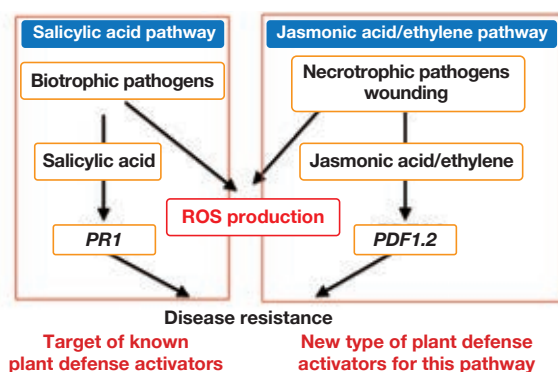 Salicylic acid pathway
Jasmonic acid/ethylene pathway
Biotrophic pathogens
Necrotrophic pathogens
wounding
Salicylic acid
Jasmonic acid/ethylene
ROS production
PR1
PDF1.2
Disease resistance
Target of known
plant defense activators
New type of plant defense
activators for this pathway